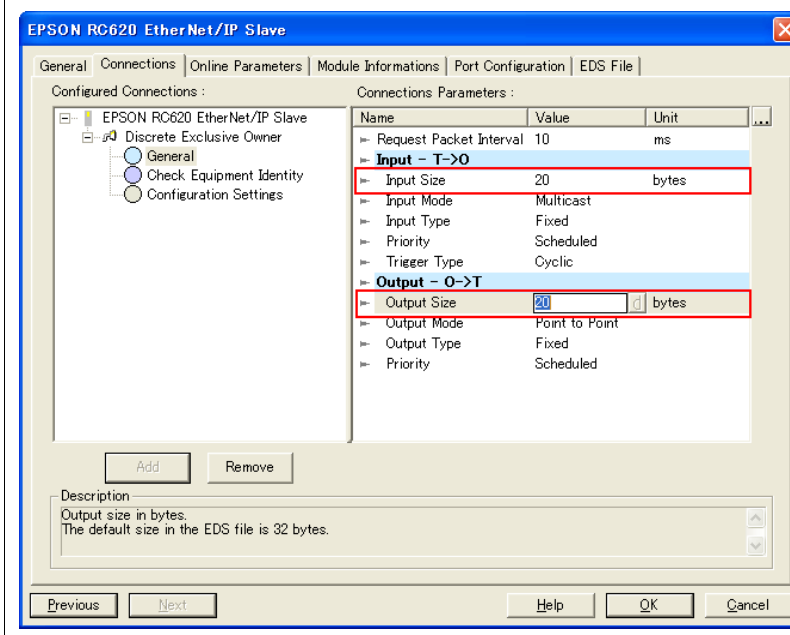 EPSON RC620 EtherNet/IP Slave
General Connections Online Parameters Module Informations Port Configuration EDS File
Configured Connections : Connections Parameters :
EPSON RC620 EtherNet/IP Slave
Discrete Exclusive Owner
General
Check Equipment Identity
Configuration Settings
Name Value Unit ...
Request Packet Interval 10 ms
Input - T->O
Input Size 20 bytes
Input Mode Multicast
Input Type Fixed
Priority Scheduled
Trigger Type Cyclic
Output - O->T
Output Size 20 d bytes
Output Mode Point to Point
Output Type Fixed
Priority Scheduled
Add Remove
Description
Output size in bytes.
The default size in the EDS file is 32 bytes.
Previous Next Help OK Cancel